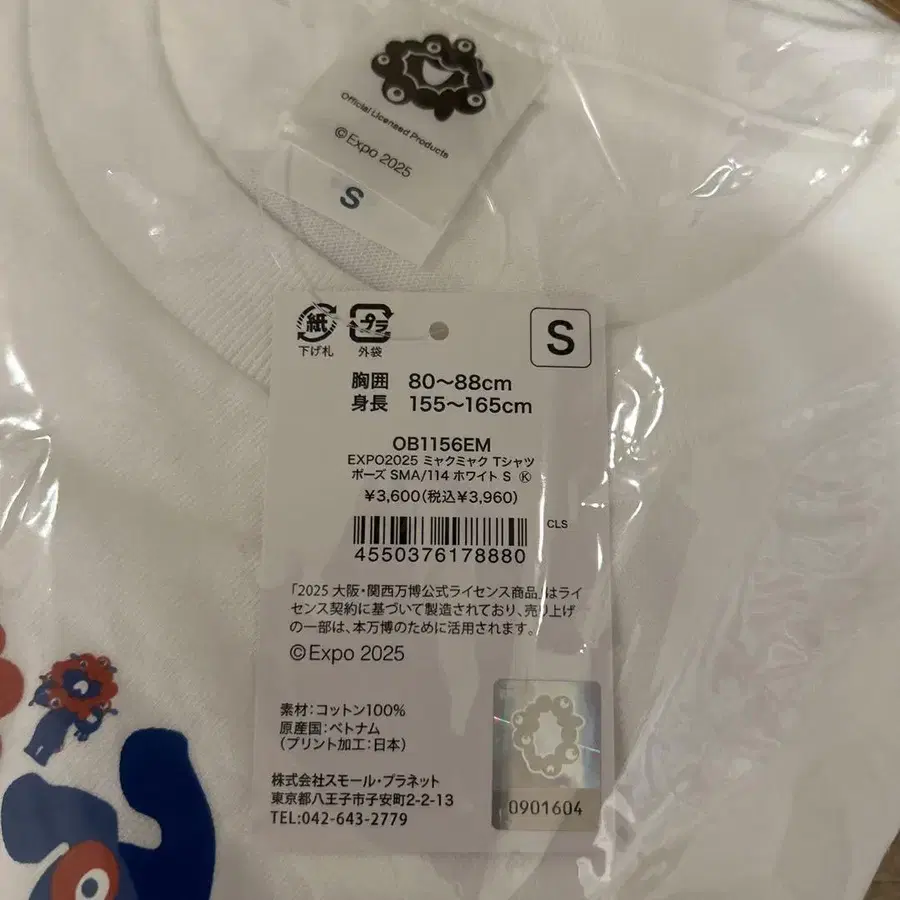 Official Licensed Products
©Expo 2025
S
紙
プラ
下げ札 外袋
S
胸囲 80〜88cm
身長 155〜165cm
OB1156EM
EXPO2025 ミャクミャク Tシャツ
ポーズ SMA/114 ホワイト S Ⓚ
¥3,600(税込¥3,960)
CLS
4550376178880
「2025 大阪・関西万博公式ライセンス商品」はライ
センス契約に基づいて製造されており、売り上げ
の一部は、本万博のために活用されます。
©Expo 2025
素材:コットン100%
原産国:ベトナム
(プリント加工:日本)
株式会社スモール・プラネット
東京都八王子市子安町2-2-13
TEL:042-643-2779
0901604